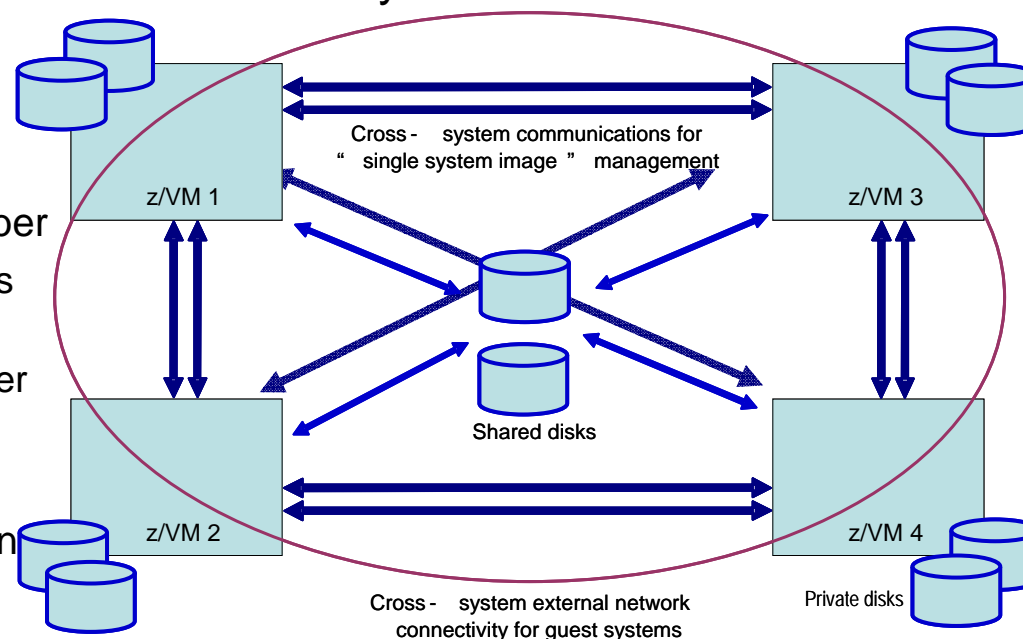 y
Cross - system communications for
“ single system image ” management
z/VM 1
z/VM 3
s
er
Shared disks
z/VM 2
z/VM 4
n
Private disks
Cross - system external network
connectivity for guest systems